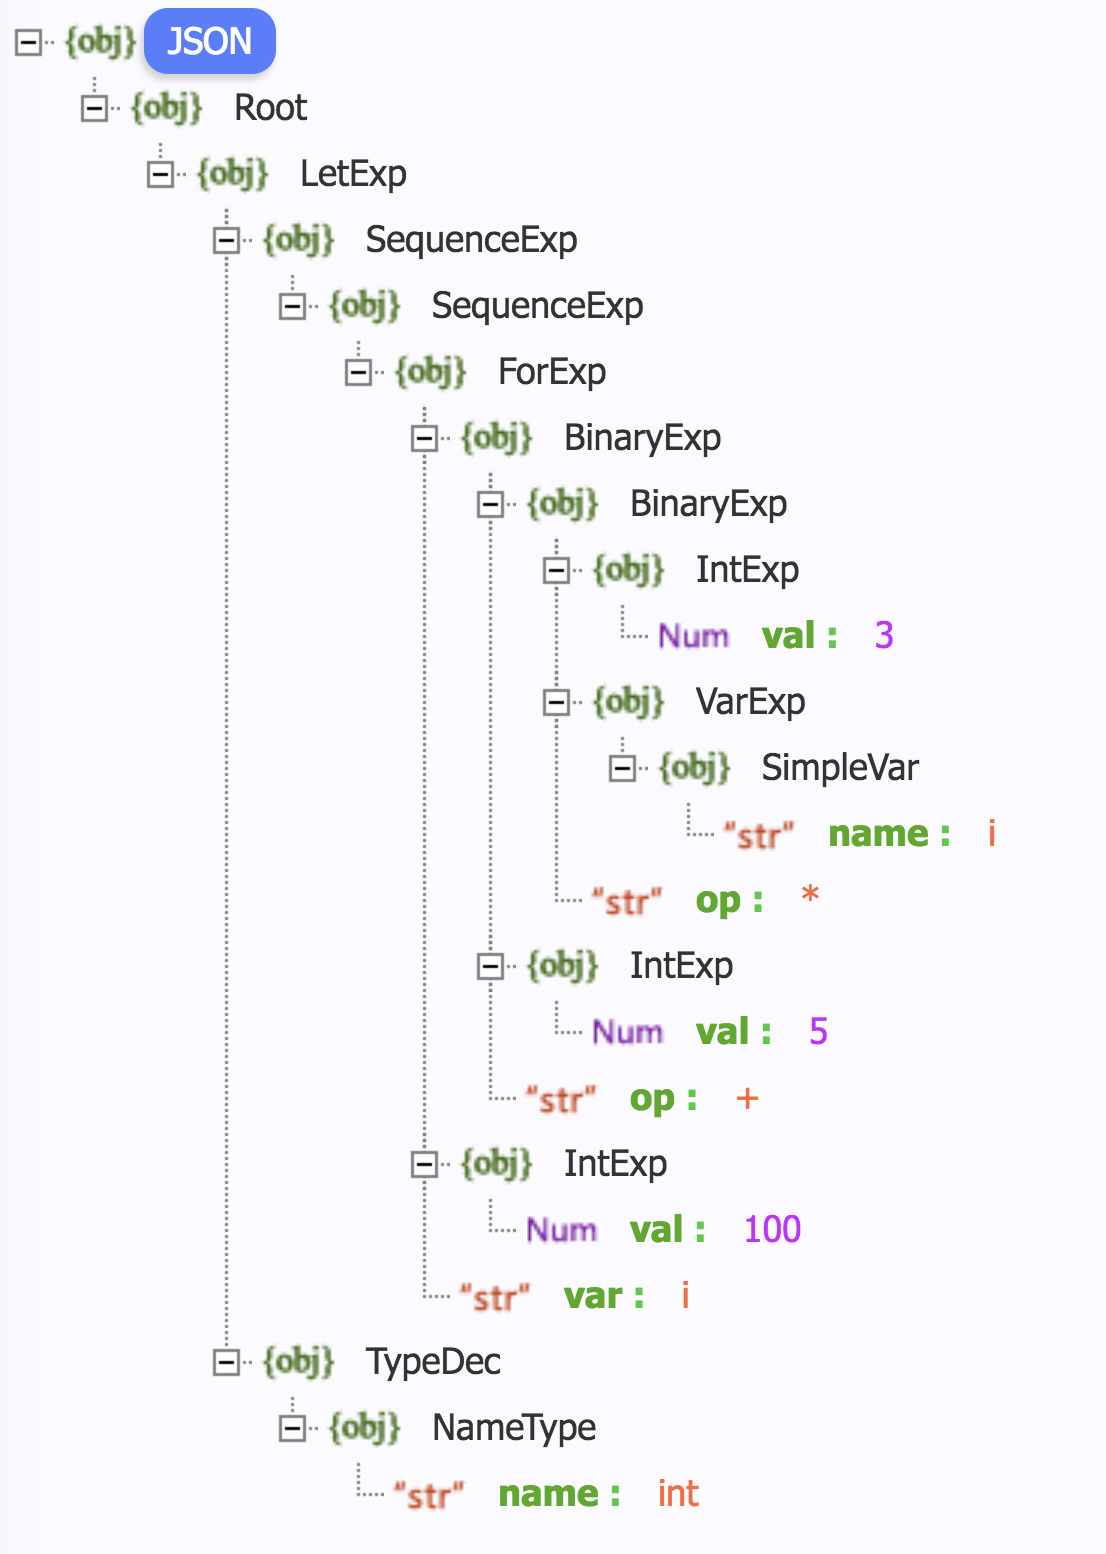 {obj} JSON
{obj} Root
{obj} LetExp
{obj} SequenceExp
{obj} SequenceExp
{obj} ForExp
{obj} BinaryExp
{obj} BinaryExp
{obj} IntExp
Num val : 3
{obj} VarExp
{obj} SimpleVar
“str” name : i
“str” op : *
{obj} IntExp
Num val : 5
“str” op : +
{obj} IntExp
Num val : 100
“str” var : i
{obj} TypeDec
{obj} NameType
“str” name : int